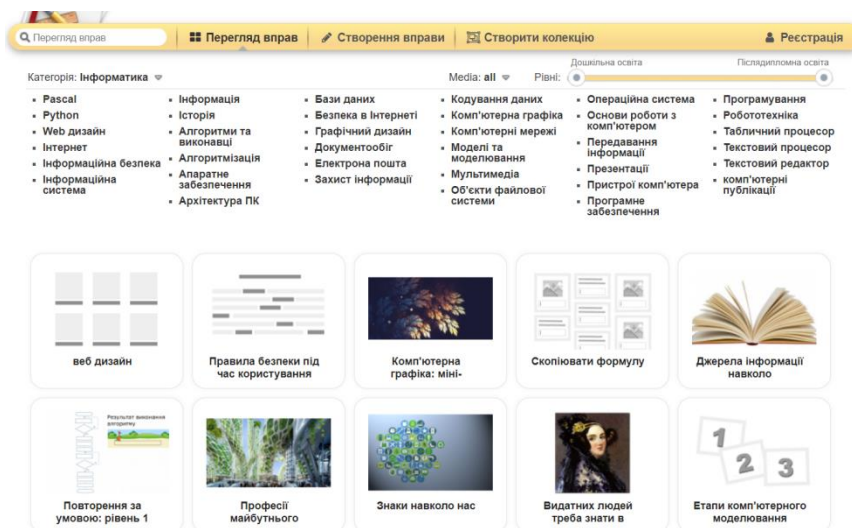 Перегляд вправ
Перегляд вправ
Створення вправи
Створити колекцію
Реєстрація
Дошкільна освіта
Післядипломна освіта
Категорія: Інформатика
Media: all
Рівні:
Pascal
Python
Web дизайн
Інтернет
Інформаційна безпека
Інформаційна
система
Інформація
Історія
Алгоритми та
виконавці
Алгоритмізація
Апаратне
забезпечення
Архітектура ПК
Бази даних
Безпека в Інтернеті
Графічний дизайн
Документообіг
Електрона пошта
Захист інформації
Кодування даних
Комп'ютерна графіка
Комп'ютерні мережі
Моделі та
моделювання
Мультимедіа
Об'єкти файлової
системи
Операційна система
Основи роботи з
комп'ютером
Передавання
інформації
Презентації
Пристрої комп'ютера
Програмне
забезпечення
Програмування
Робототехніка
Табличний процесор
Текстовий процесор
Текстовий редактор
комп'ютерні
публікації
веб дизайн
Правила безпеки під
час користування
Комп'ютерна
графіка: міні-
Скопіювати формулу
Джерела інформації
навколо
Результат виконання
алгоритму
Повторення за
умовою: рівень 1
Професії
майбутнього
Знаки навколо нас
Видатних людей
треба знати в
1
2
3
Етапи комп'ютерного
моделювання